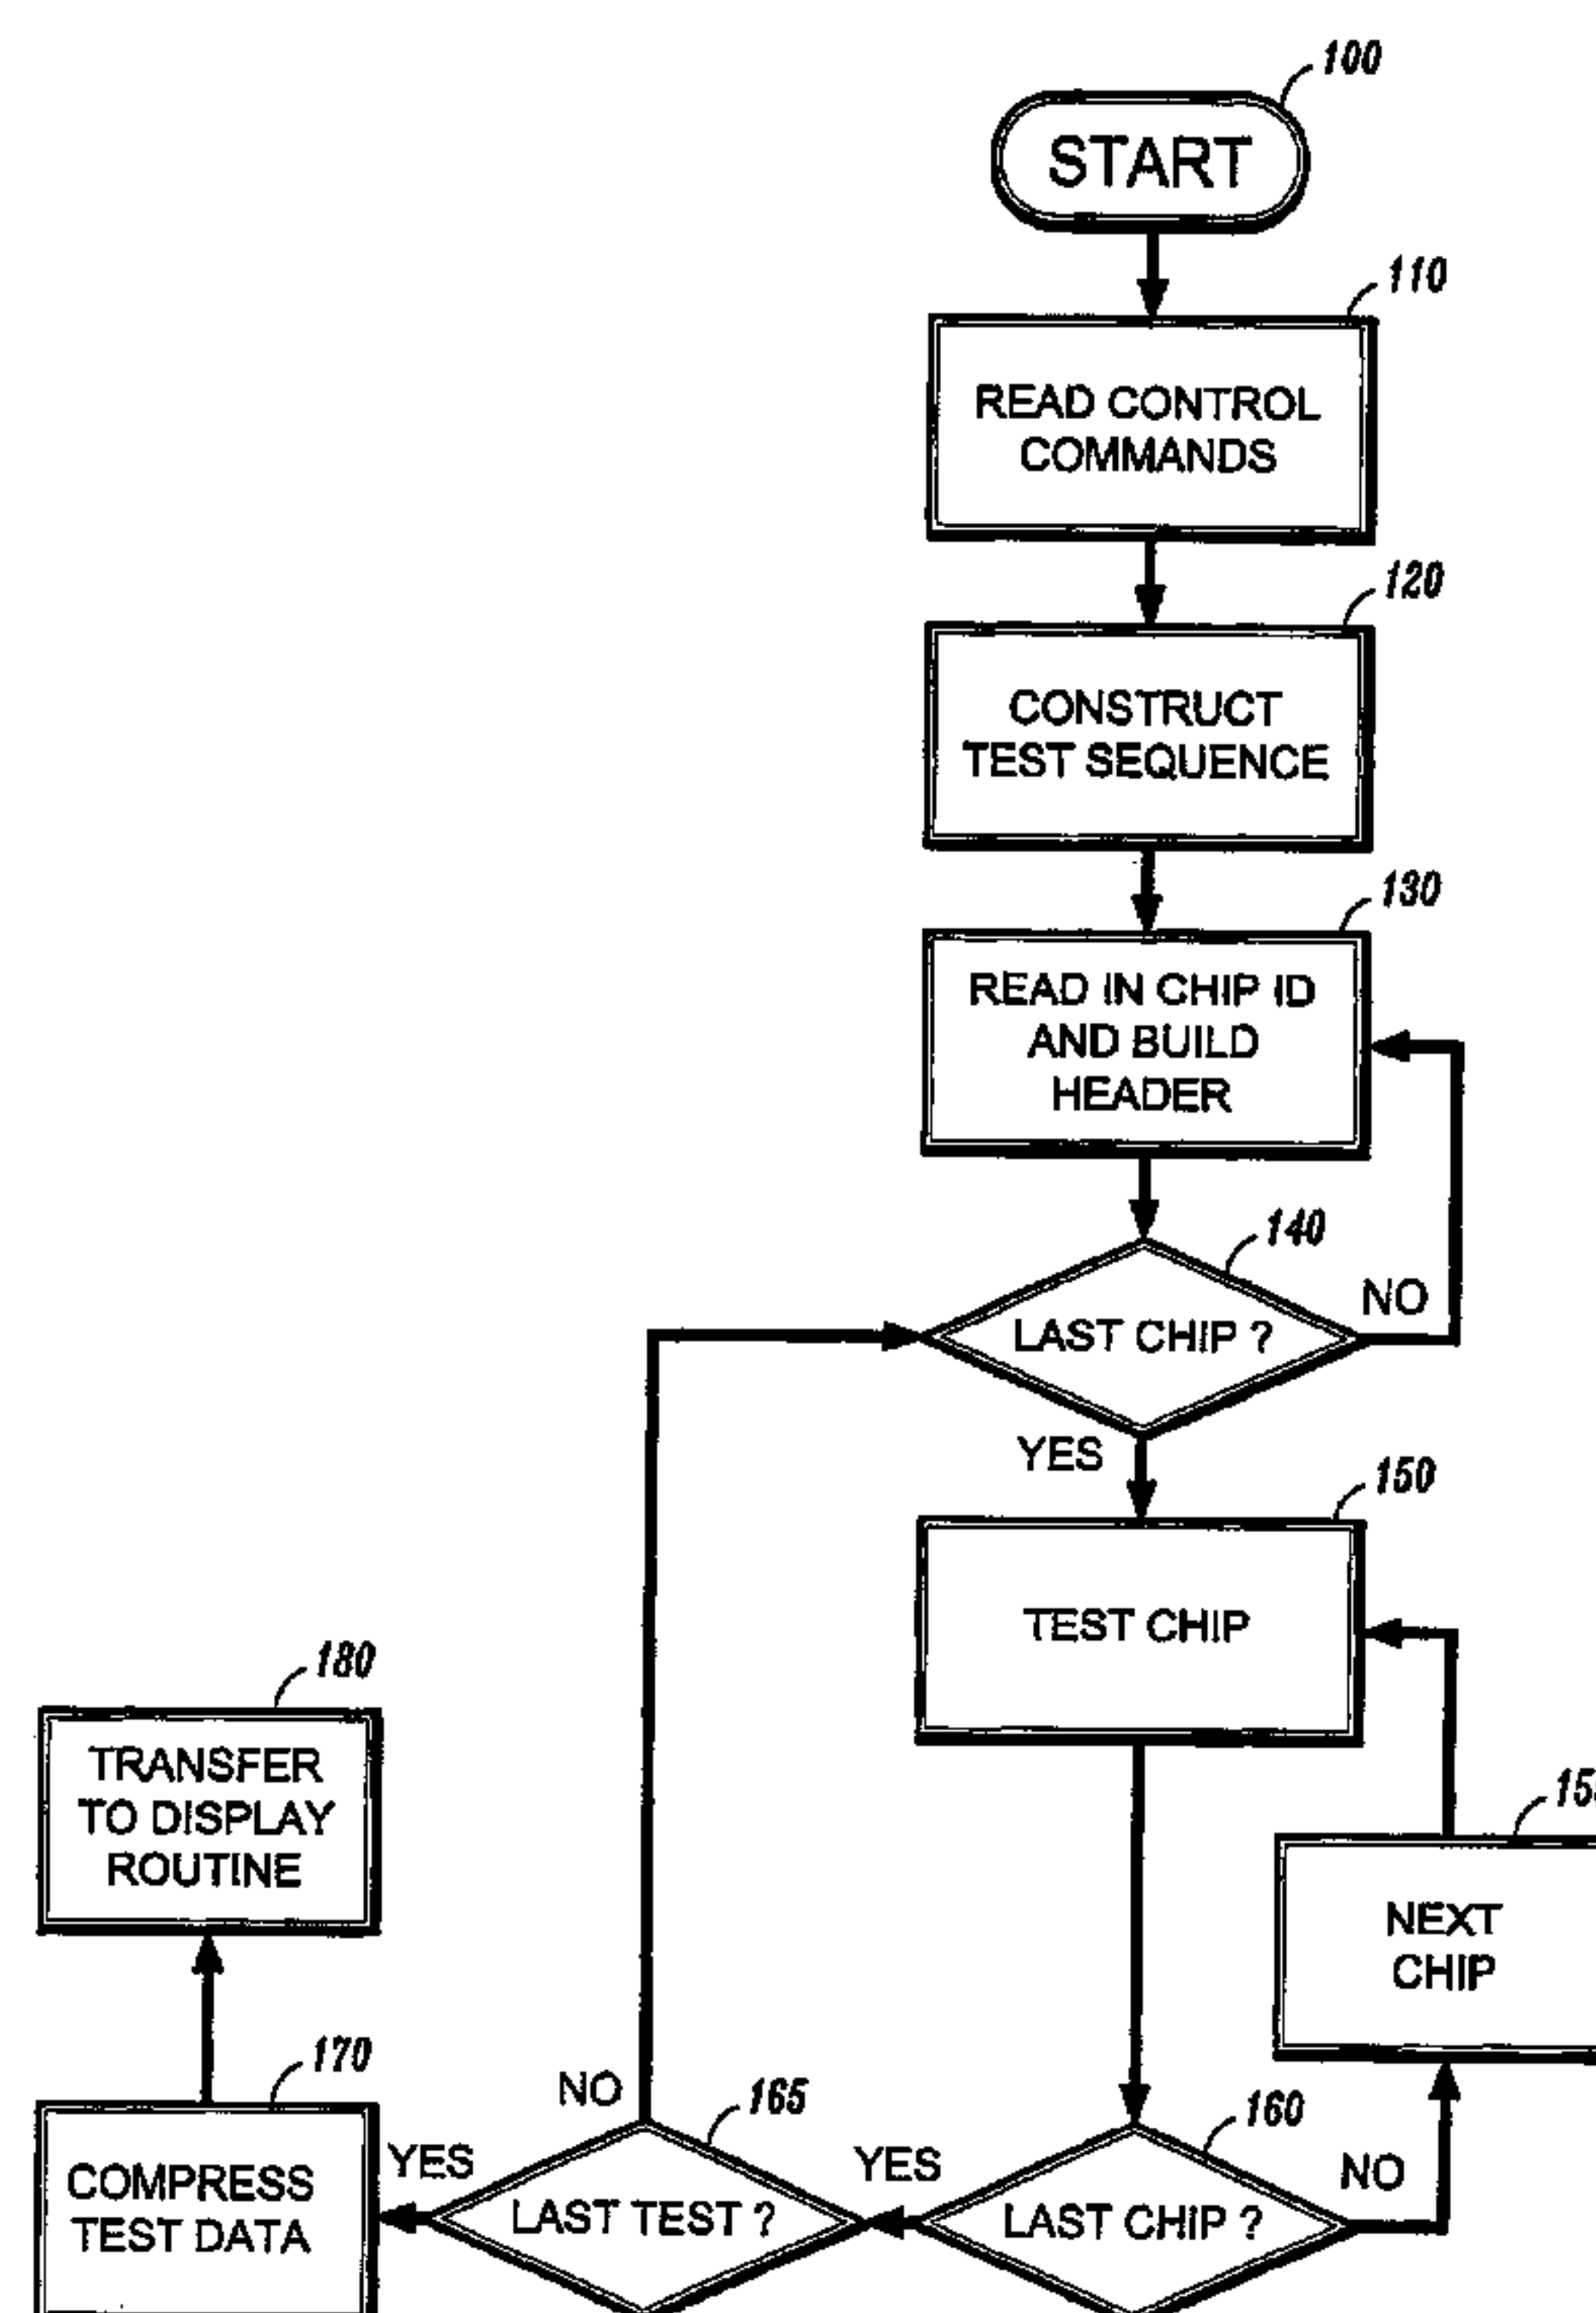 100
START
110
READ CONTROL
COMMANDS
120
CONSTRUCT
TEST SEQUENCE
130
READ IN CHIP ID
AND BUILD
HEADER
140
LAST CHIP ?
NO
YES
150
TEST CHIP
NEXT
CHIP
160
LAST CHIP ?
NO
YES
165
LAST TEST ?
NO
YES
170
COMPRESS
TEST DATA
180
TRANSFER
TO DISPLAY
ROUTINE